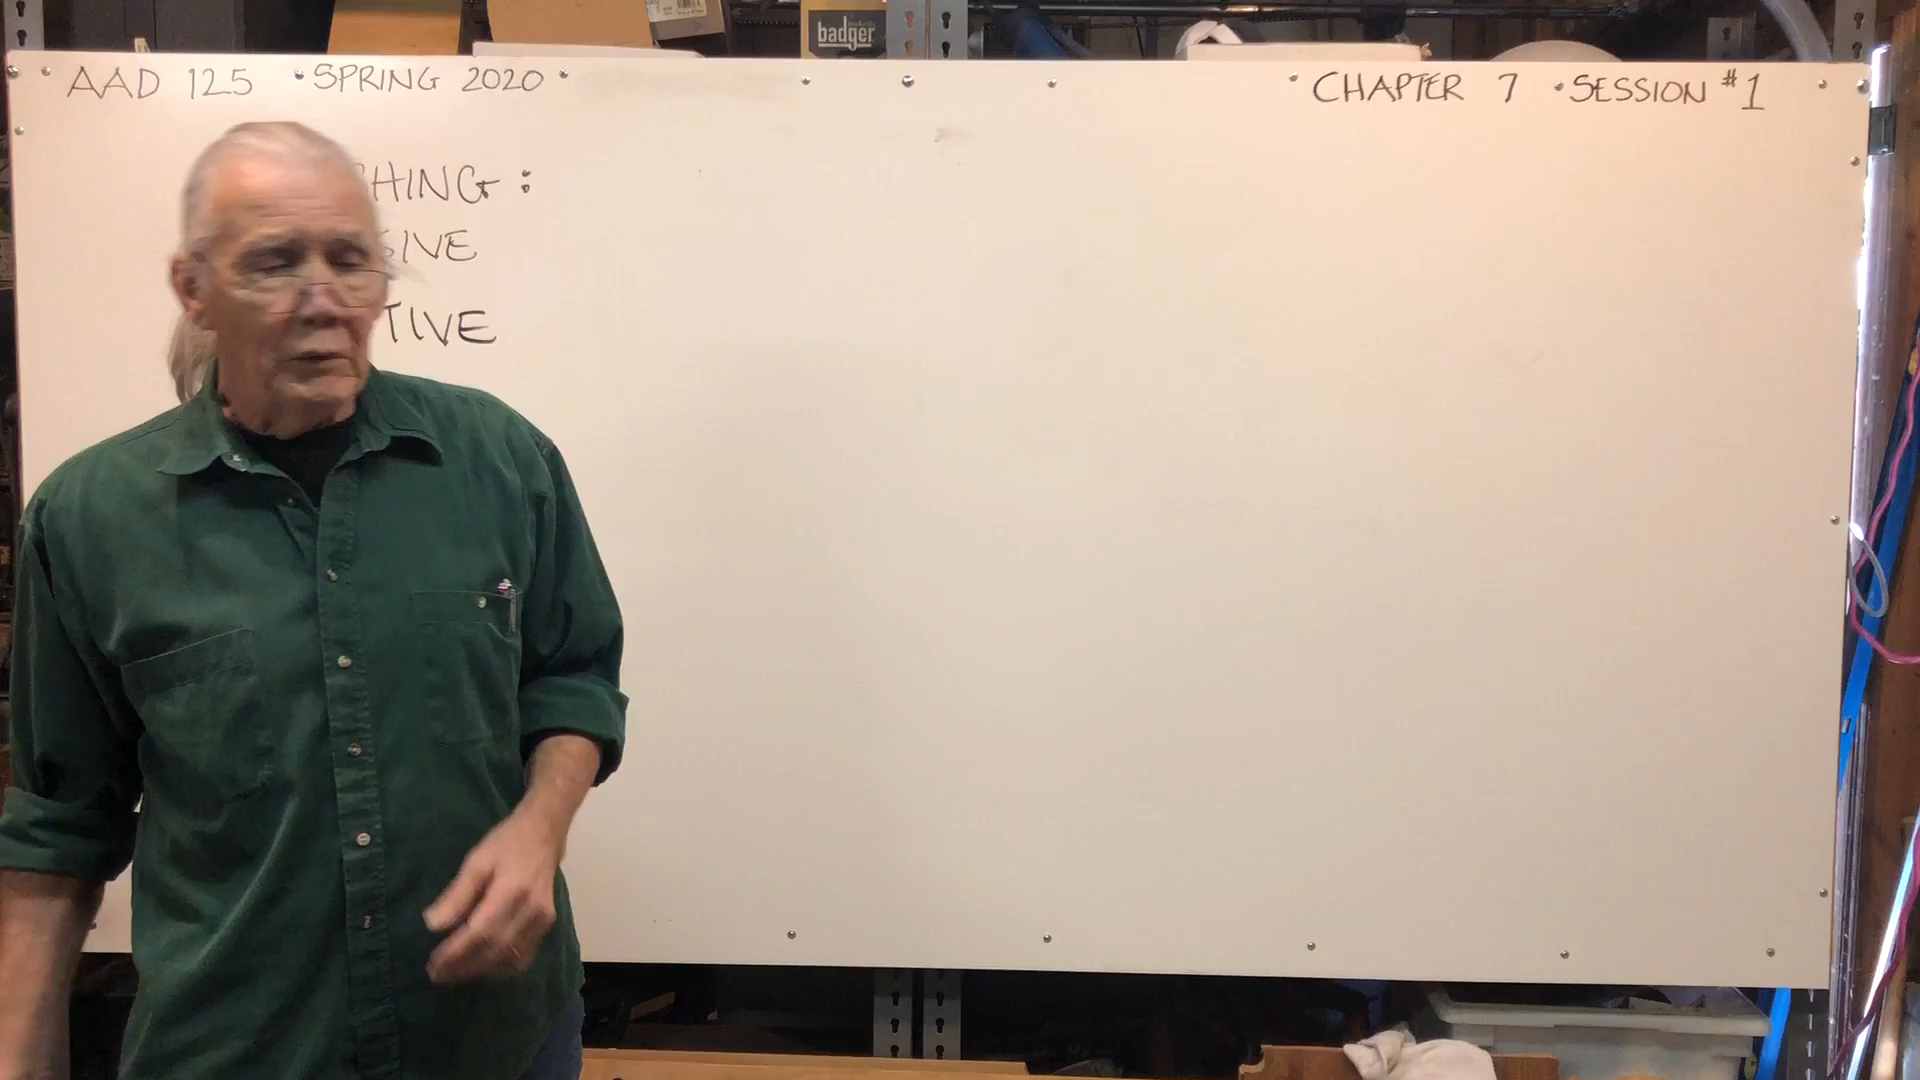 badger
AAD 125 • SPRING 2020
CHAPTER 7 • SESSION #1
HING :
SIVE
TIVE